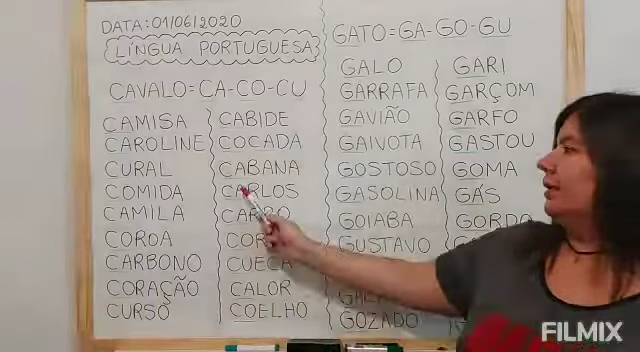 DATA:01/06/2020
LÍNGUA PORTUGUESA
CAVALO=CA-CO-CU
CAMISA
CAROLINE
CURAL
COMIDA
CAMILA
COROA
CARBONO
CORAÇÃO
CURSO
CABIDE
COCADA
CABANA
CARLOS
CARRO
CUECA
CALOR
COELHO
GATO=GA-GO-GU
GALO
GARRAFA
GAVIÃO
GAIVOTA
GOSTOSO
GASOLINA
GOIABA
GUSTAVO
GOZADO
GARI
GARÇOM
GARFO
GASTOU
GOMA
GÁS
GORDO
FILMIX